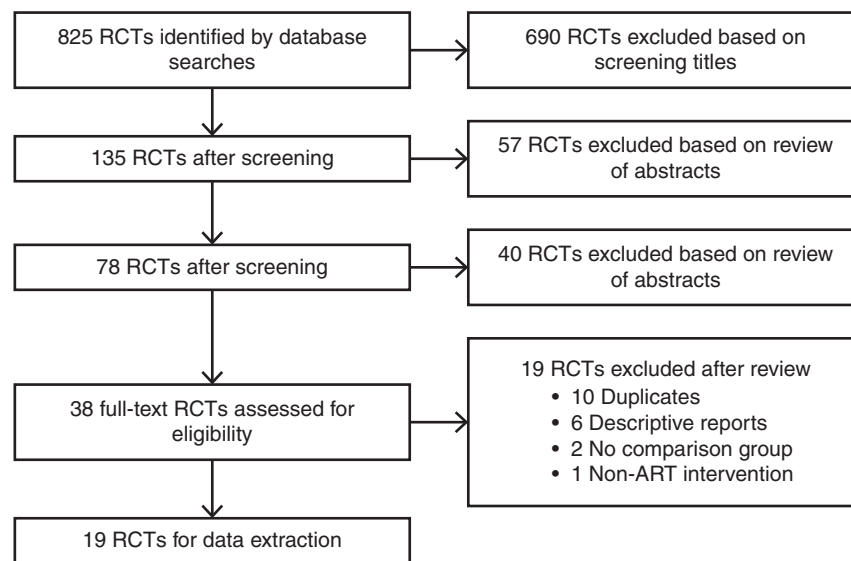 825 RCTs identified by database
searches
690 RCTs excluded based on
screening titles
135 RCTs after screening
57 RCTs excluded based on review
of abstracts
78 RCTs after screening
40 RCTs excluded based on review
of abstracts
38 full-text RCTs assessed for
eligibility
19 RCTs excluded after review
• 10 Duplicates
• 6 Descriptive reports
• 2 No comparison group
• 1 Non-ART intervention
19 RCTs for data extraction